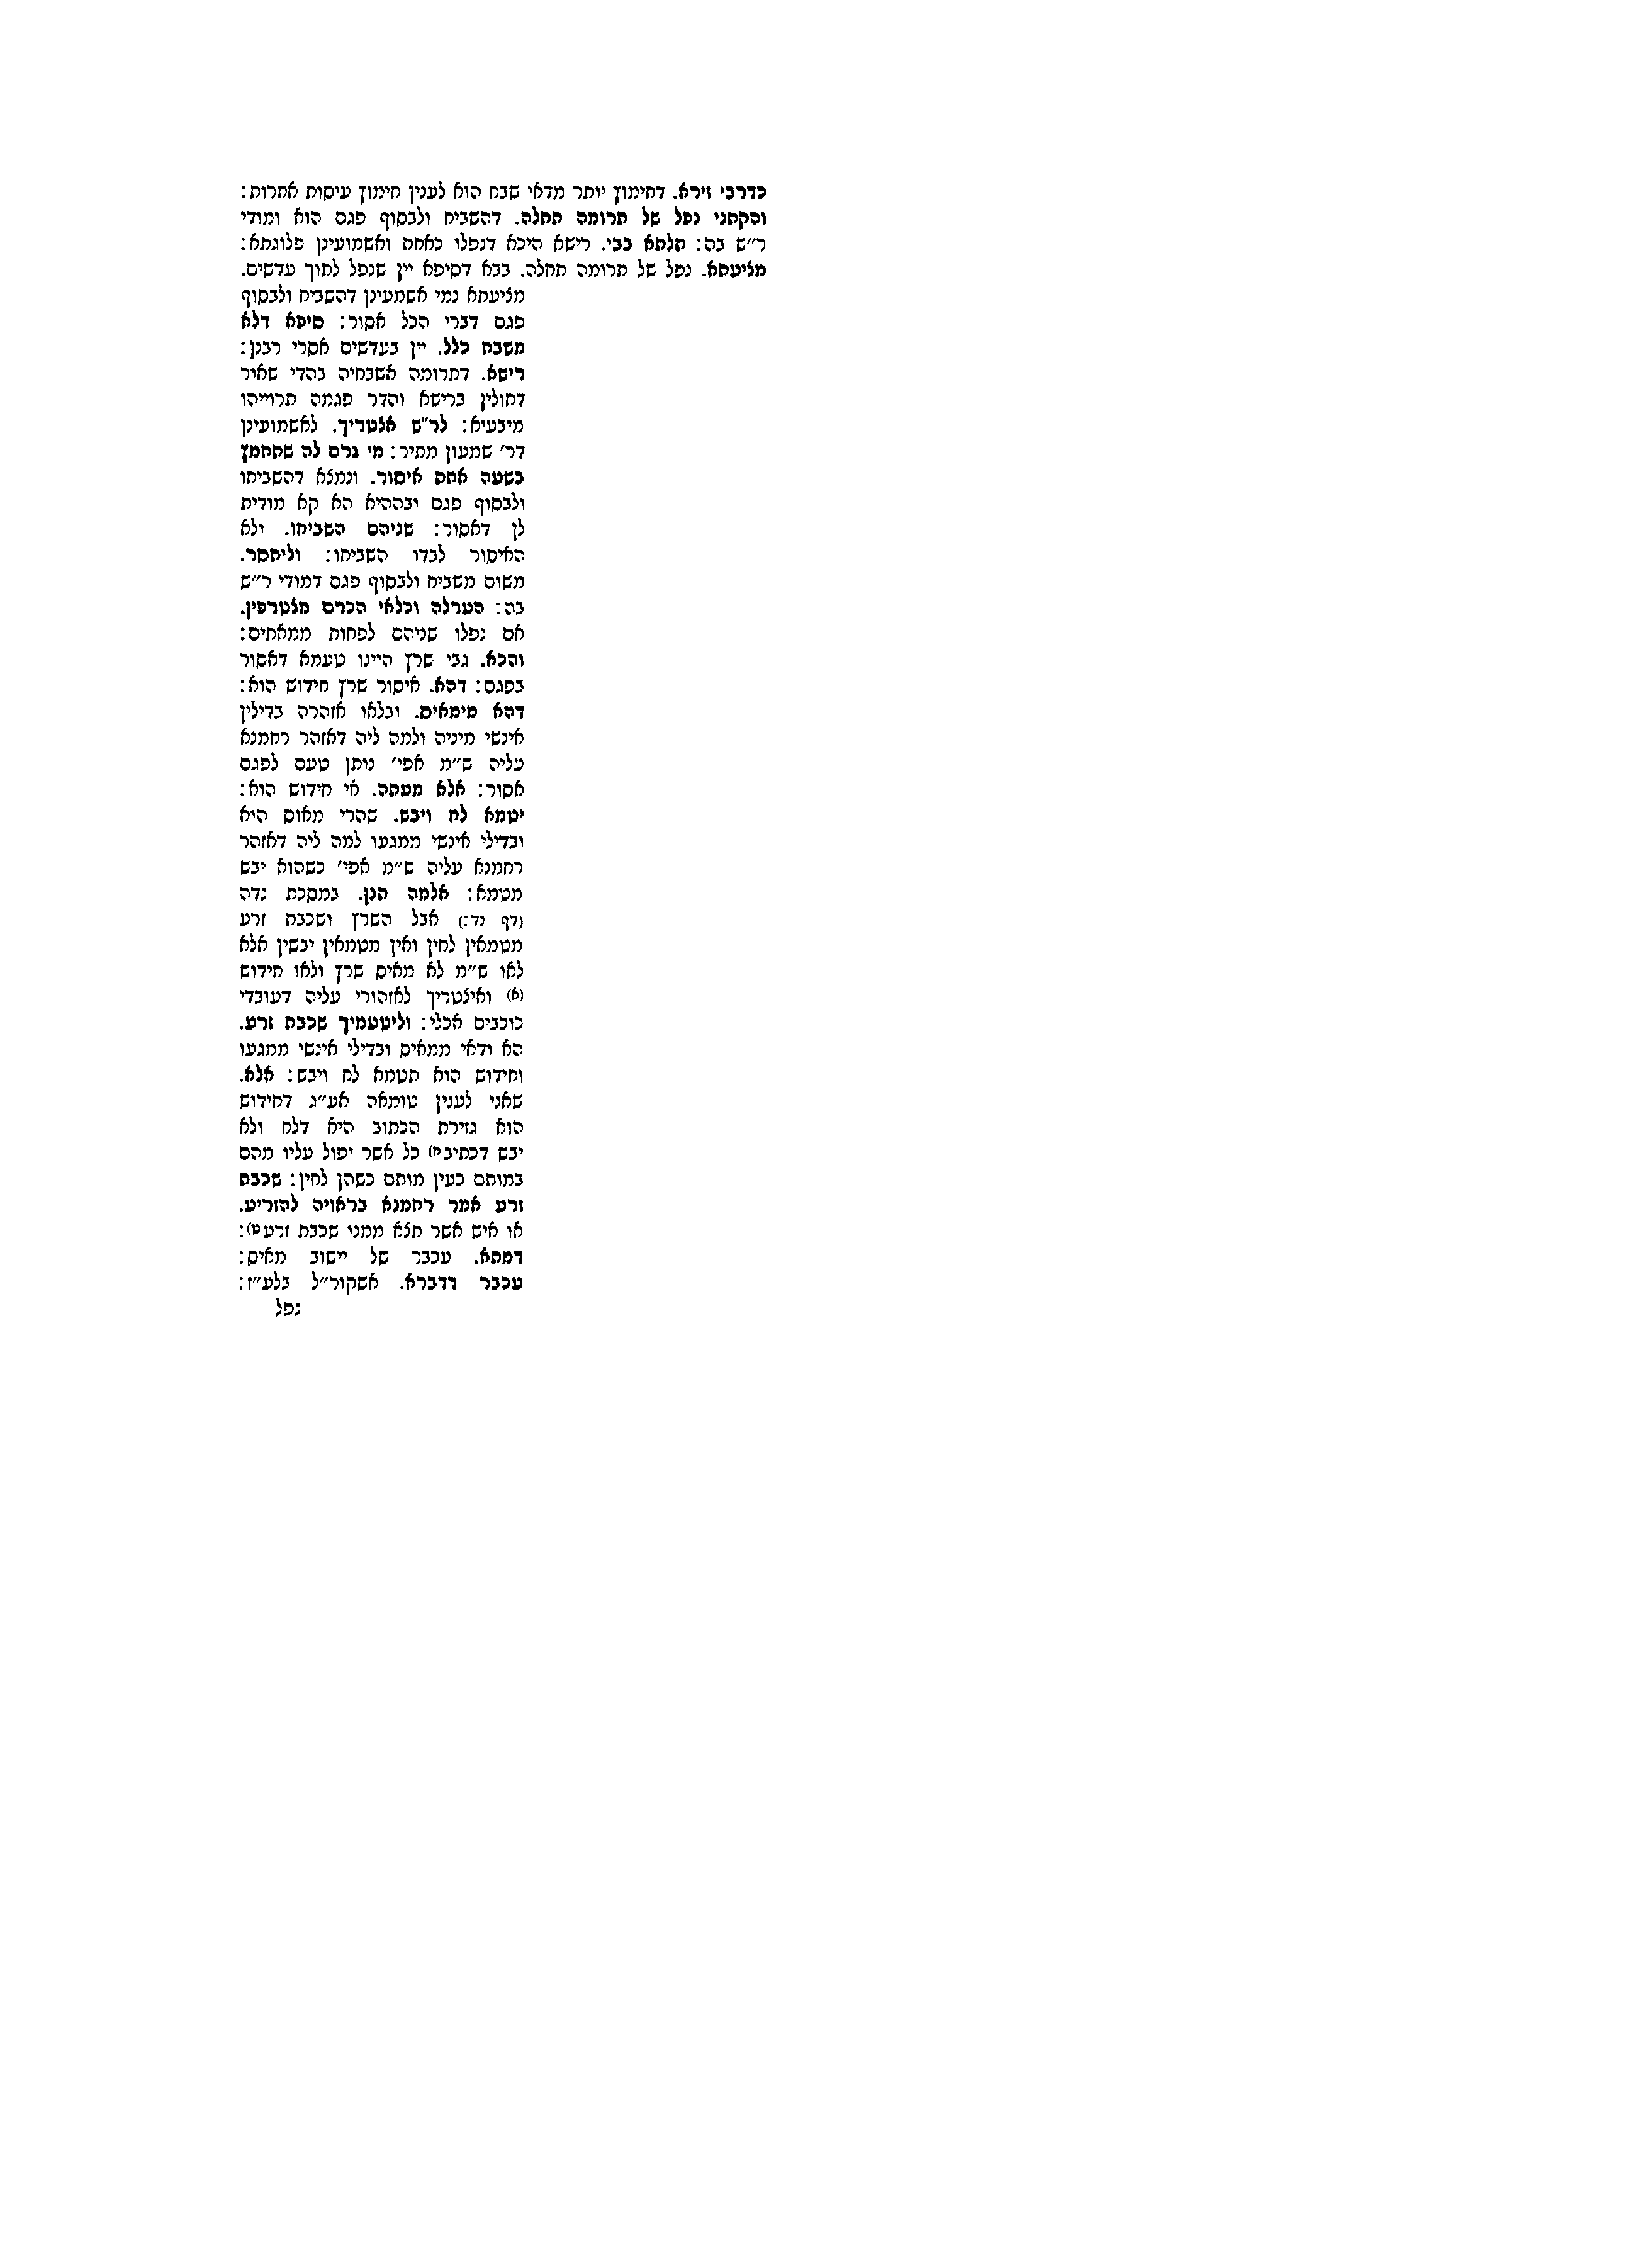 כדרבי זירא. דחימוץ יותר מדאי שבח הוא לענין חימוץ עיסות אחרות:
והקתני נפל של תרומה תחלה. דהשביח ולבסוף פגם הוא ומודי
ר״ש בה: תלתא בבי. רישא היכא דנפלו כאחת ואשמועינן פלוגתא:
מציעתא. נפל של תרומה תחלה. בבא דסיפא יין שנפל לתוך עדשים.
מציעתא נמי אשמעינן דהשביח ולבסוף
פגם דברי הכל אסור: סיפא דלא
משבח כלל. יין בעדשים אסרי רבנן:
רישא. דתרומה אשבחיה בהדי שאור
דחולין ברישא והדר פגמה תרוייהו
מיבעיא: לר״ש אצטריך. לאשמועינן
דר׳ שמעון מתיר: מי גרם לה שתחמץ
בשעה אחת איסור. ונמצא דהשביחו
ולבסוף פגם ובההיא הא קא מודית
לן דאסור: שניהם השביחו. ולא
האיסור לבדו השביחו: וליתסר.
משום משביח ולבסוף פגם דמודי ר״ש
בה: הערלה וכלאי הכרם מצטרפין.
אם נפלו שניהם לפחות ממאתים:
והכא. גבי שרץ היינו טעמא דאסור
בפגם: דהא. איסור שרץ חידוש הוא:
דהא מימאים. ובלאו אזהרה בדילין
אינשי מיניה ולמה ליה דאזהר רחמנא
עליה ש״מ אפי׳ נותן טעם לפגם
אסור: אלא מעתה. אי חידוש הוא:
יטמא לח ויבש. שהרי מאוס הוא
ובדילי אינשי ממגעו למה ליה דאזהר
רחמנא עליה ש״מ אפי׳ כשהוא יבש
מטמא: אלמה תנן. במסכת נדה
(דף נד:) אבל השרץ ושכבת זרע
מטמאין לחין ואין מטמאין יבשין אלא
לאו ש״מ לא מאיס שרץ ולאו חידוש
(א) ואיצטריך לאזהורי עליה דעובדי
כוכבים אכלי: וליטעמיך שכבת זרע.
הא ודאי ממאיס ובדילי אינשי ממגעו
וחידוש הוא תטמא לח ויבש: אלא.
שאני לענין טומאה אע״ג דחידוש
הוא גזירת הכתוב היא דלח ולא
יבש דכתיב ח) כל אשר יפול עליו מהם
במותם כעין מותם כשהן לחין: שכבת
זרע אמר רחמנא בראויה להזריע.
או איש אשר תצא ממנו שכבת זרע ט):
דמתא. עכבר של יישוב מאיס:
עכבר דדברא. אשקור״ל בלע״ז:
נפל